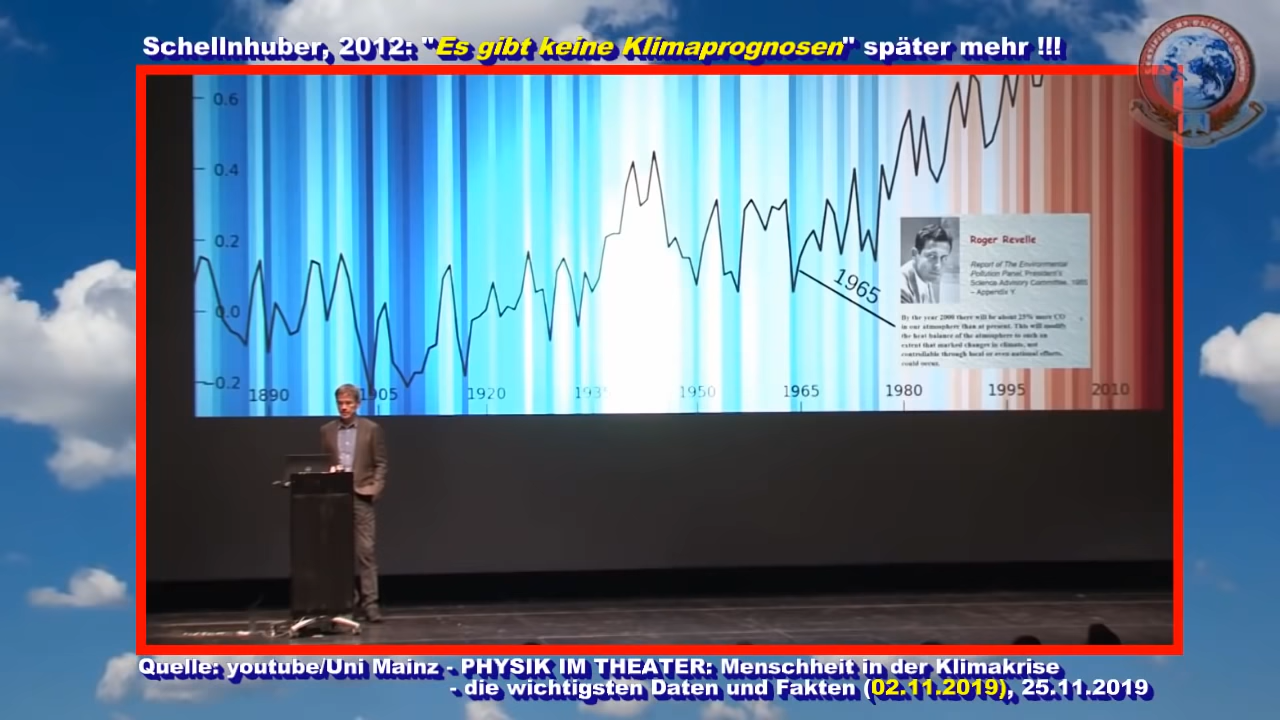 Schellnhuber, 2012: "Es gibt keine Klimaprognosen" später mehr !!!
0.6
0.4
0.2
0.0
-0.2
1890
1905
1920
1935
1950
1965
1980
1995
2010
1965
Roger Revelle
Report of The Environmental
Pollution Panel, President's
Science Advisory Committee, 1965
– Appendix Y
By the year 2000 there will be about 25% more CO
in our atmosphere than at present. This will modify
the heat balance of the atmosphere to such an
extent that marked changes in climate, not
controllable through local or even national efforts,
could occur.
Quelle: youtube/Uni Mainz - PHYSIK IM THEATER: Menschheit in der Klimakrise
- die wichtigsten Daten und Fakten (02.11.2019), 25.11.2019